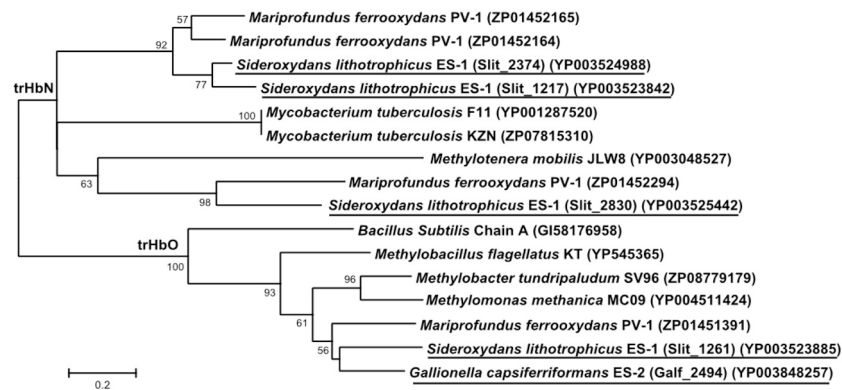 57
Mariprofundus ferrooxydans PV-1 (ZP01452165)
92
Mariprofundus ferrooxydans PV-1 (ZP01452164)
Sideroxydans lithotrophicus ES-1 (Slit_2374) (YP003524988)
77
trHbN
Sideroxydans lithotrophicus ES-1 (Slit_1217) (YP003523842)
100
Mycobacterium tuberculosis F11 (YP001287520)
Mycobacterium tuberculosis KZN (ZP07815310)
Methylotenera mobilis JLW8 (YP003048527)
63
Mariprofundus ferrooxydans PV-1 (ZP01452294)
98
Sideroxydans lithotrophicus ES-1 (Slit_2830) (YP003525442)
trHbO
Bacillus Subtilis Chain A (GI58176958)
100
Methylobacillus flagellatus KT (YP545365)
96
Methylobacter tundripaludum SV96 (ZP08779179)
93
Methylomonas methanica MC09 (YP004511424)
61
Mariprofundus ferrooxydans PV-1 (ZP01451391)
56
Sideroxydans lithotrophicus ES-1 (Slit_1261) (YP003523885)
Gallionella capsiferriformans ES-2 (Galf_2494) (YP003848257)
0.2